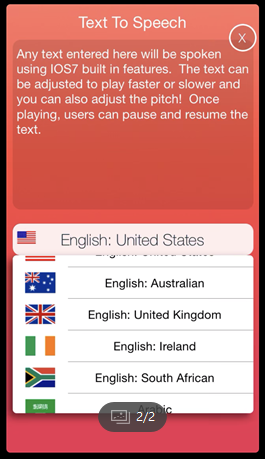 Text To Speech
X
Any text entered here will be spoken
using IOS7 built in features.  The text can
be adjusted to play faster or slower and
you can also adjust the pitch!  Once
playing, users can pause and resume the
text.
English: United States
English: United States
English: Australian
English: United Kingdom
English: Ireland
English: South African
Arabic
2/2